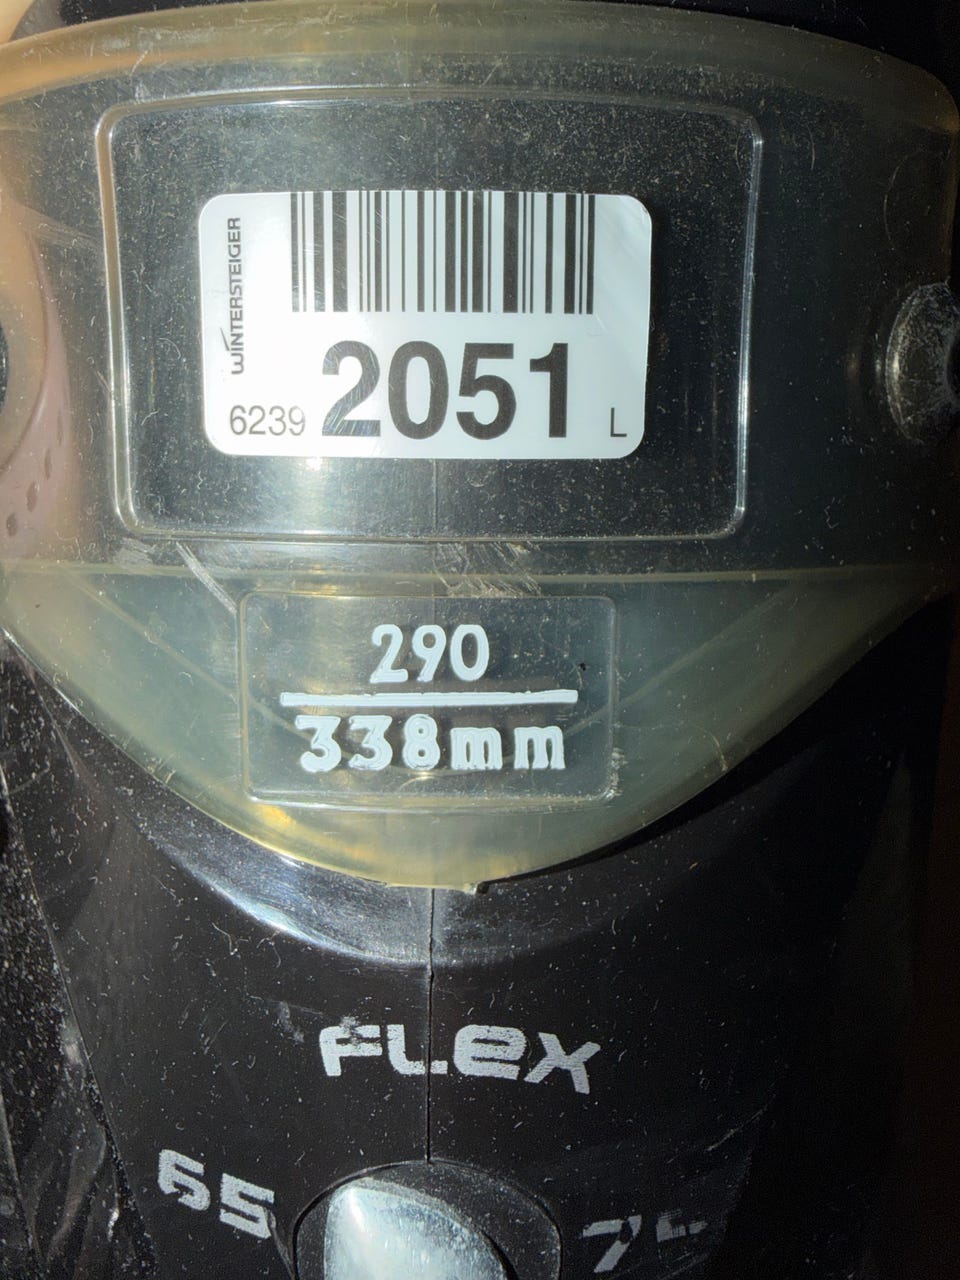 WINTERSTEIGER
6239 2051 L
290
338mm
FLEX
65